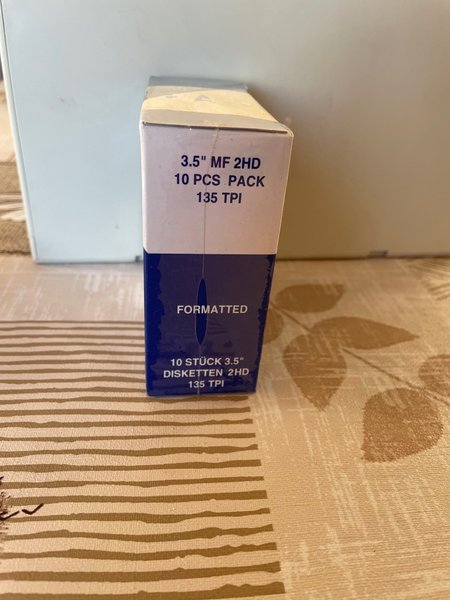 3.5" MF 2HD
10 PCS PACK
135 TPI
FORMATTED
10 STÜCK 3.5"
DISKETTEN 2HD
135 TPI